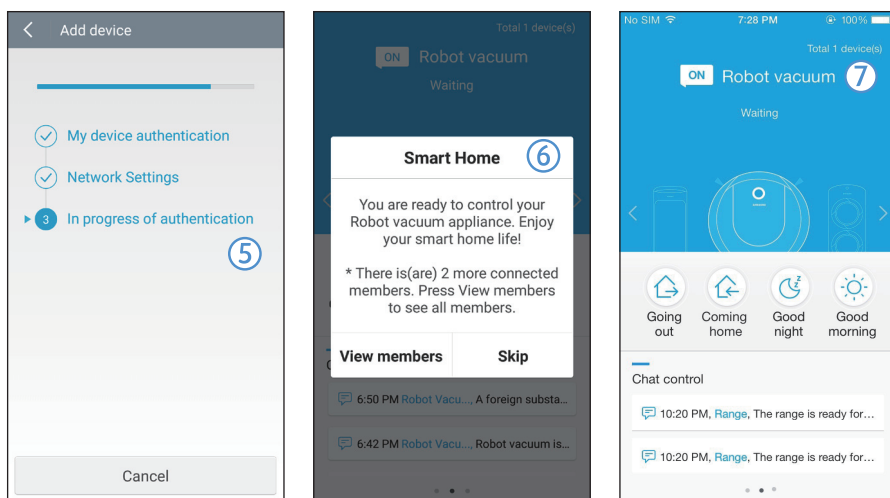 Add device
My device authentication
Network Settings
3 In progress of authentication
5
Cancel
Total 1 device(s)
ON Robot vacuum
Waiting
Smart Home
6
You are ready to control your
Robot vacuum appliance. Enjoy
your smart home life!
* There is(are) 2 more connected
members. Press View members
to see all members.
View members Skip
6:50 PM Robot Vacu..., A foreign substa...
6:42 PM Robot Vacu..., Robot vacuum is...
No SIM 7:28 PM 100%
Total 1 device(s)
ON Robot vacuum 7
Waiting
Going out
Coming home
Good night
Good morning
Chat control
10:20 PM, Range, The range is ready for...
10:20 PM, Range, The range is ready for...